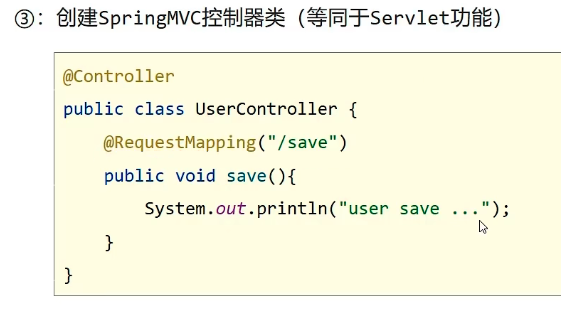 ③：创建SpringMVC控制器类（等同于Servlet功能）
@Controller
public class UserController {
@RequestMapping("/save")
public void save(){
System.out.println("user save ...");
}
}